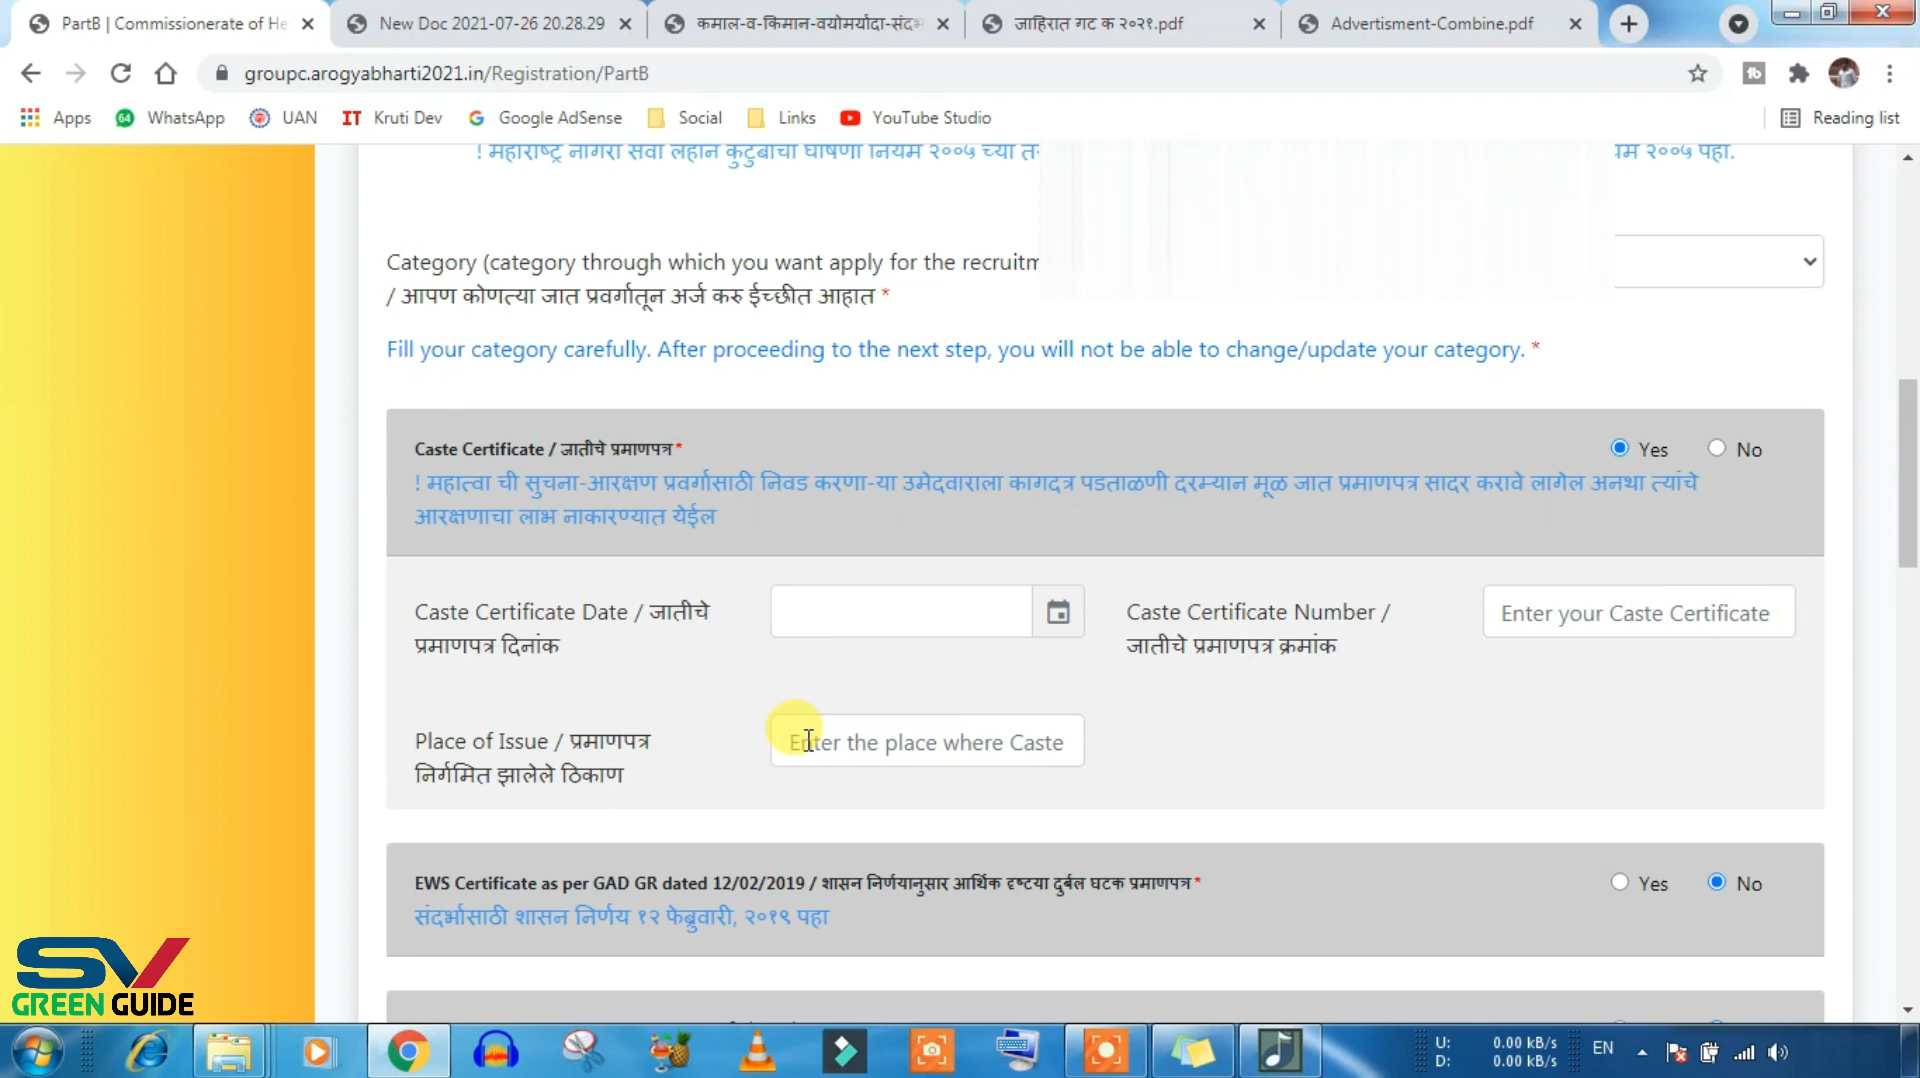 PartB | Commissionerate of He
New Doc 2021-07-26 20.28.29
कमाल-व-किमान-वयोमर्यादा-संदभ
जाहिरात गट क २०२१.pdf
Advertisment-Combine.pdf
groupc.arogyabharti2021.in/Registration/PartB
Apps
WhatsApp
UAN
IT Kruti Dev
Google AdSense
Social
Links
YouTube Studio
Reading list
! महाराष्ट्र नागरी सेवा लहान कुटुंबाची घोषणा नियम २००५ च्या त
यम २००५ पहा.
Category (category through which you want apply for the recruitm
/ आपण कोणत्या जात प्रवर्गातून अर्ज करु ईच्छीत आहात *
Fill your category carefully. After proceeding to the next step, you will not be able to change/update your category. *
Caste Certificate / जातीचे प्रमाणपत्र *
Yes
No
! महात्वा ची सुचना-आरक्षण प्रवर्गासाठी निवड करणा-या उमेदवाराला कागदत्र पडताळणी दरम्यान मूळ जात प्रमाणपत्र सादर करावे लागेल अनथा त्यांचे
आरक्षणाचा लाभ नाकारण्यात येईल
Caste Certificate Date / जातीचे
प्रमाणपत्र दिनांक
Caste Certificate Number /
जातीचे प्रमाणपत्र क्रमांक
Enter your Caste Certificate
Place of Issue / प्रमाणपत्र
निर्गमित झालेले ठिकाण
Enter the place where Caste
EWS Certificate as per GAD GR dated 12/02/2019 / शासन निर्णयानुसार आर्थिक दृष्टया दुर्बल घटक प्रमाणपत्र *
Yes
No
संदर्भासाठी शासन निर्णय १२ फेब्रुवारी, २०१९ पहा
SV
GREEN GUIDE
U: 0.00 kB/s
D: 0.00 kB/s
EN